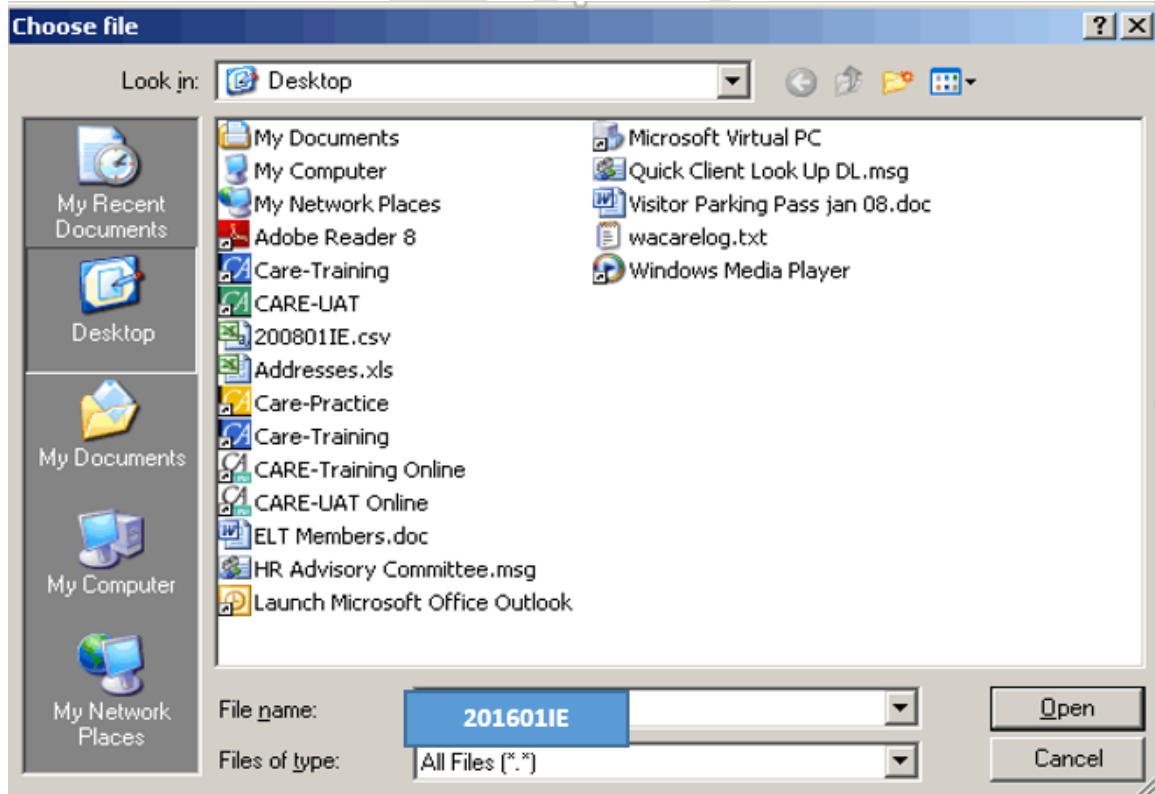 Choose file
Look in:
Desktop
My Recent
Documents
Desktop
My Documents
My Computer
My Network
Places
My Documents
My Computer
My Network Places
Adobe Reader 8
Care-Training
CARE-UAT
200801IE.csv
Addresses.xls
Care-Practice
Care-Training
CARE-Training Online
CARE-UAT Online
ELT Members.doc
HR Advisory Committee.msg
Launch Microsoft Office Outlook
Microsoft Virtual PC
Quick Client Look Up DL.msg
Visitor Parking Pass jan 08.doc
wacarelog.txt
Windows Media Player
File name:
201601IE
Open
Files of type:
All Files (*.*)
Cancel